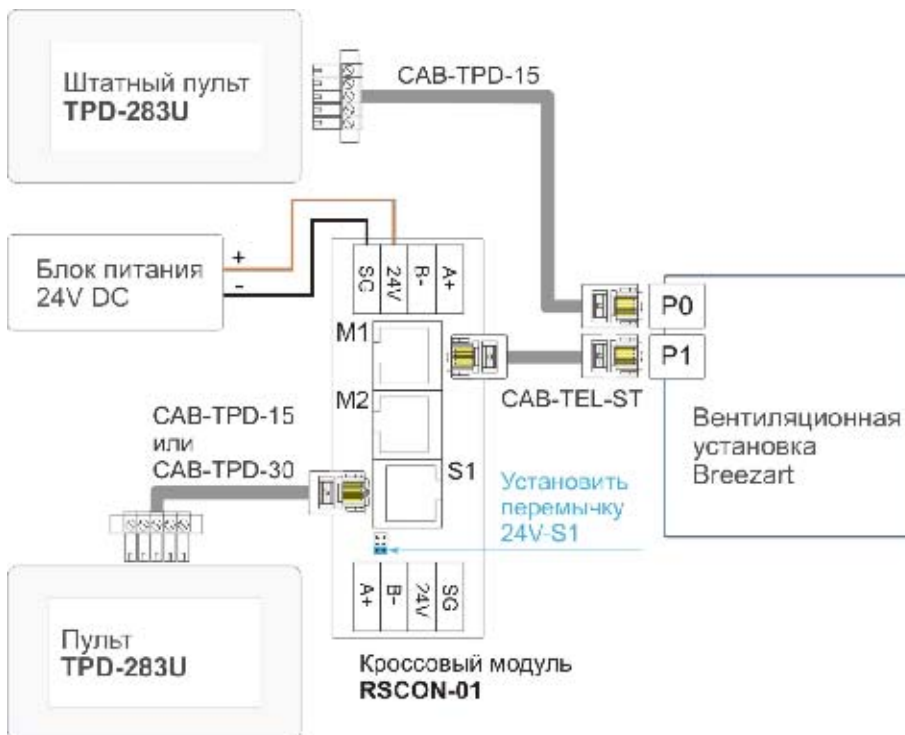 Штатный пульт
TPD-283U
CAB-TPD-15
Блок питания
24V DC
+
-
SG
24V
B-
A+
M1
M2
S1
P0
P1
CAB-TEL-ST
Вентиляционная
установка
Breezart
CAB-TPD-15
или
CAB-TPD-30
Установить
перемычку
24V-S1
A+
B-
24V
SG
Пульт
TPD-283U
Кроссовый модуль
RSCON-01